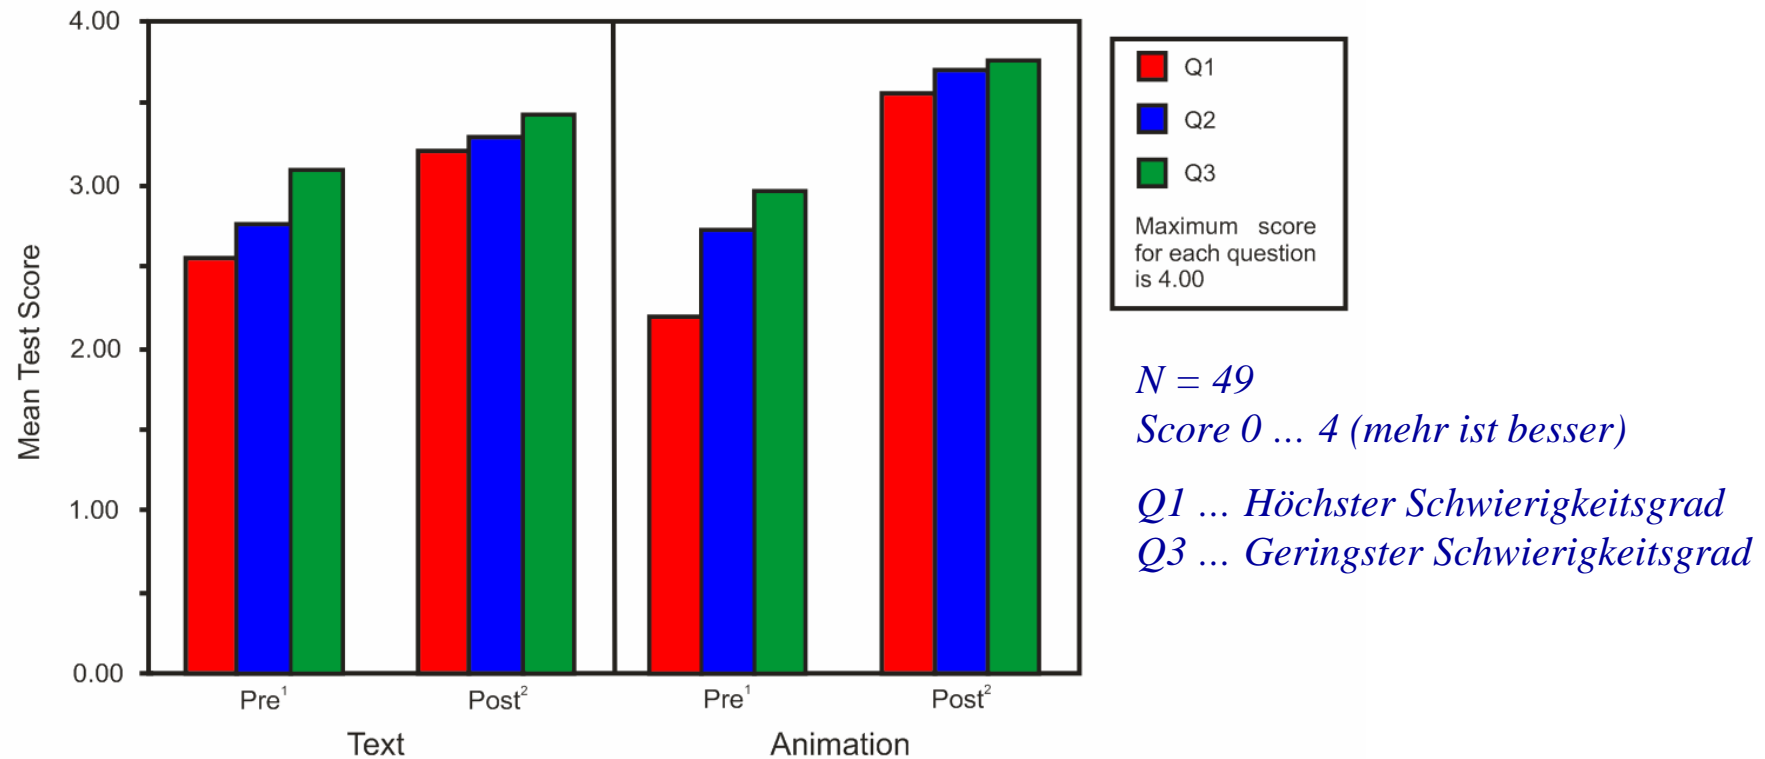 4.00
3.00
2.00
1.00
0.00
Mean Test Score
Pre¹
Post²
Pre¹
Post²
Text
Animation
Q1
Q2
Q3
Maximum score
for each question
is 4.00
N = 49
Score 0 ... 4 (mehr ist besser)
Q1 ... Höchster Schwierigkeitsgrad
Q3 ... Geringster Schwierigkeitsgrad